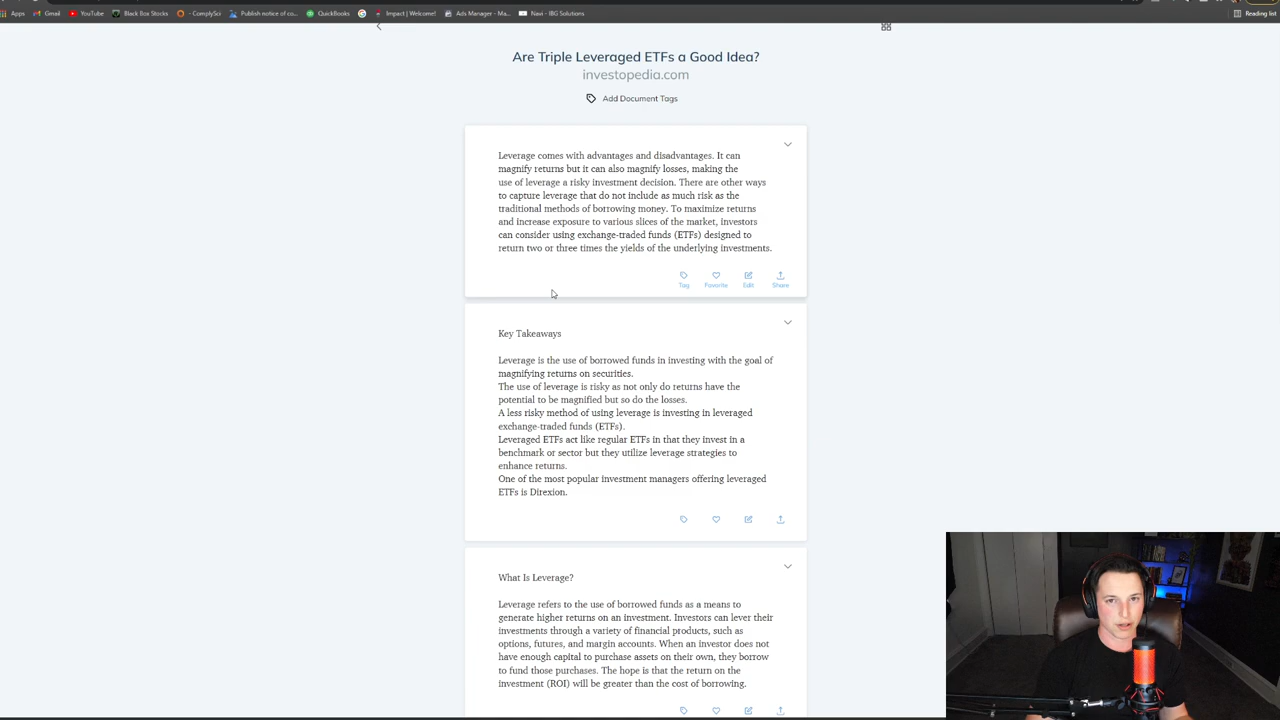 Apps Gmail YouTube Black Box Stocks - ComplySci Publish notice of co... QuickBooks Impact | Welcome! Ads Manager - Ma... Navi - IBG Solutions Reading list
Are Triple Leveraged ETFs a Good Idea?
investopedia.com
Add Document Tags
Leverage comes with advantages and disadvantages. It can
magnify returns but it can also magnify losses, making the
use of leverage a risky investment decision. There are other ways
to capture leverage that do not include as much risk as the
traditional methods of borrowing money. To maximize returns
and increase exposure to various slices of the market, investors
can consider using exchange-traded funds (ETFs) designed to
return two or three times the yields of the underlying investments.
Tag Favorite Edit Share
Key Takeaways
Leverage is the use of borrowed funds in investing with the goal of
magnifying returns on securities.
The use of leverage is risky as not only do returns have the
potential to be magnified but so do the losses.
A less risky method of using leverage is investing in leveraged
exchange-traded funds (ETFs).
Leveraged ETFs act like regular ETFs in that they invest in a
benchmark or sector but they utilize leverage strategies to
enhance returns.
One of the most popular investment managers offering leveraged
ETFs is Direxion.
What Is Leverage?
Leverage refers to the use of borrowed funds as a means to
generate higher returns on an investment. Investors can lever their
investments through a variety of financial products, such as
options, futures, and margin accounts. When an investor does not
have enough capital to purchase assets on their own, they borrow
to fund those purchases. The hope is that the return on the
investment (ROI) will be greater than the cost of borrowing.